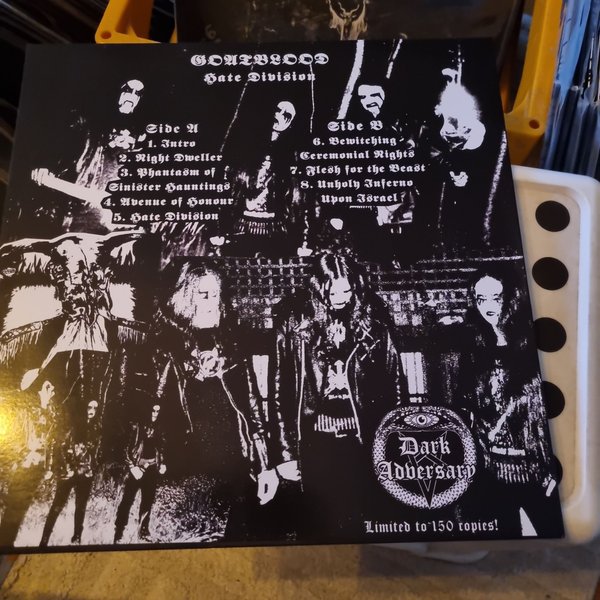 GOATBLOOD
Hate Division
Side A
1. Intro
2. Night Dweller
3. Phantasm of
Sinister Hauntings
4. Avenue of Honour
5. Hate Division
Side B
6. Bewitching
Ceremonial Nights
7. Flesh for the Beast
8. Unholy Inferno
Upon Israel
Dark
Adversary
Limited to 150 copies!